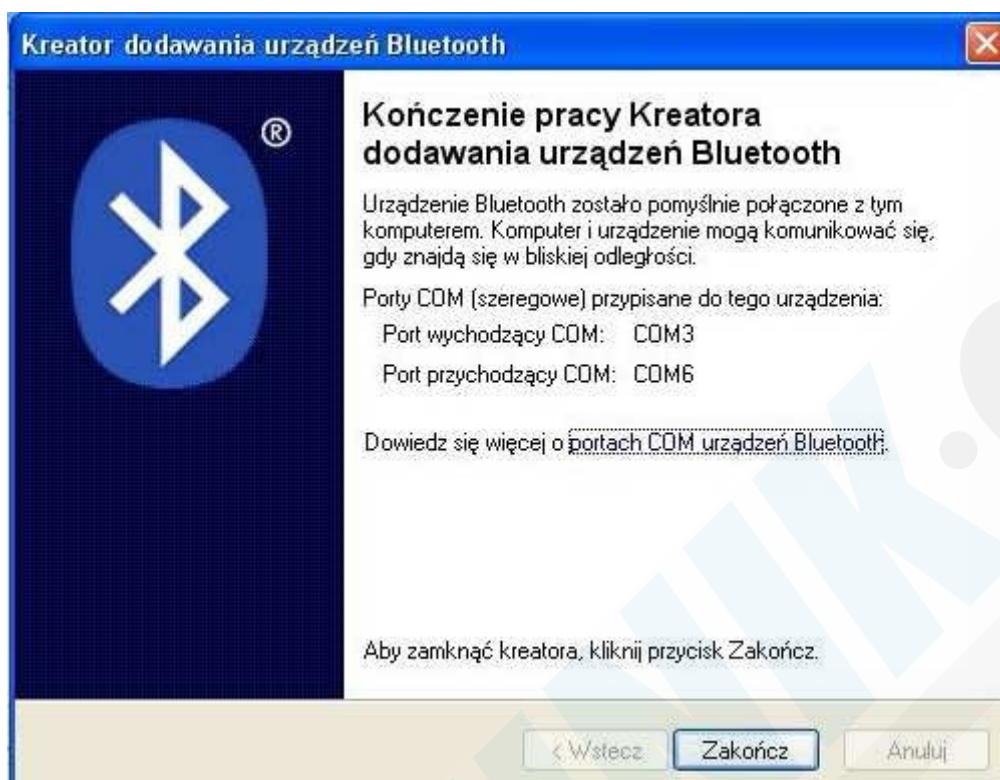 Kreator dodawania urządzeń Bluetooth
®
Kończenie pracy Kreatora
dodawania urządzeń Bluetooth
Urządzenie Bluetooth zostało pomyślnie połączone z tym
komputerem. Komputer i urządzenie mogą komunikować się,
gdy znajdą się w bliskiej odległości.
Porty COM (szeregowe) przypisane do tego urządzenia:
Port wychodzący COM: COM3
Port przychodzący COM: COM6
Dowiedz się więcej o portach COM urządzeń Bluetooth.
Aby zamknąć kreatora, kliknij przycisk Zakończ.
< Wstecz Zakończ Anuluj